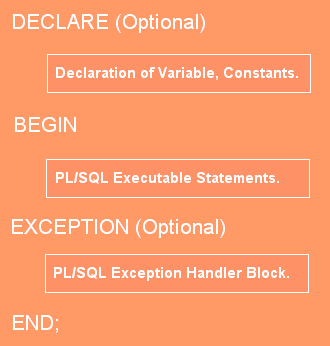 DECLARE (Optional)
Declaration of Variable, Constants.
BEGIN
PL/SQL Executable Statements.
EXCEPTION (Optional)
PL/SQL Exception Handler Block.
END;